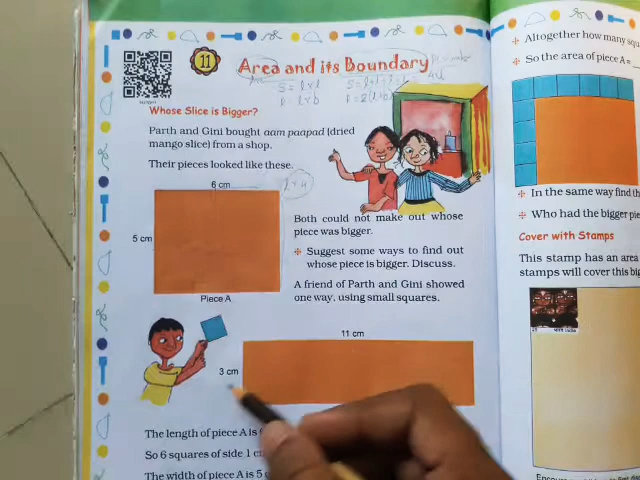 11
Area and its Boundary
Whose Slice is Bigger?
Parth and Gini bought aam paapad (dried
mango slice) from a shop.
Their pieces looked like these.
6 cm
5 cm
Piece A
Both could not make out whose
piece was bigger.
Suggest some ways to find out
whose piece is bigger. Discuss.
A friend of Parth and Gini showed
one way, using small squares.
11 cm
3 cm
The length of piece A is
So 6 squares of side 1
The width of piece A is 5
Altogether how many
So the area of piece A =
In the same way find
Who had the bigger
Cover with Stamps
This stamp has an area
stamps will cover this